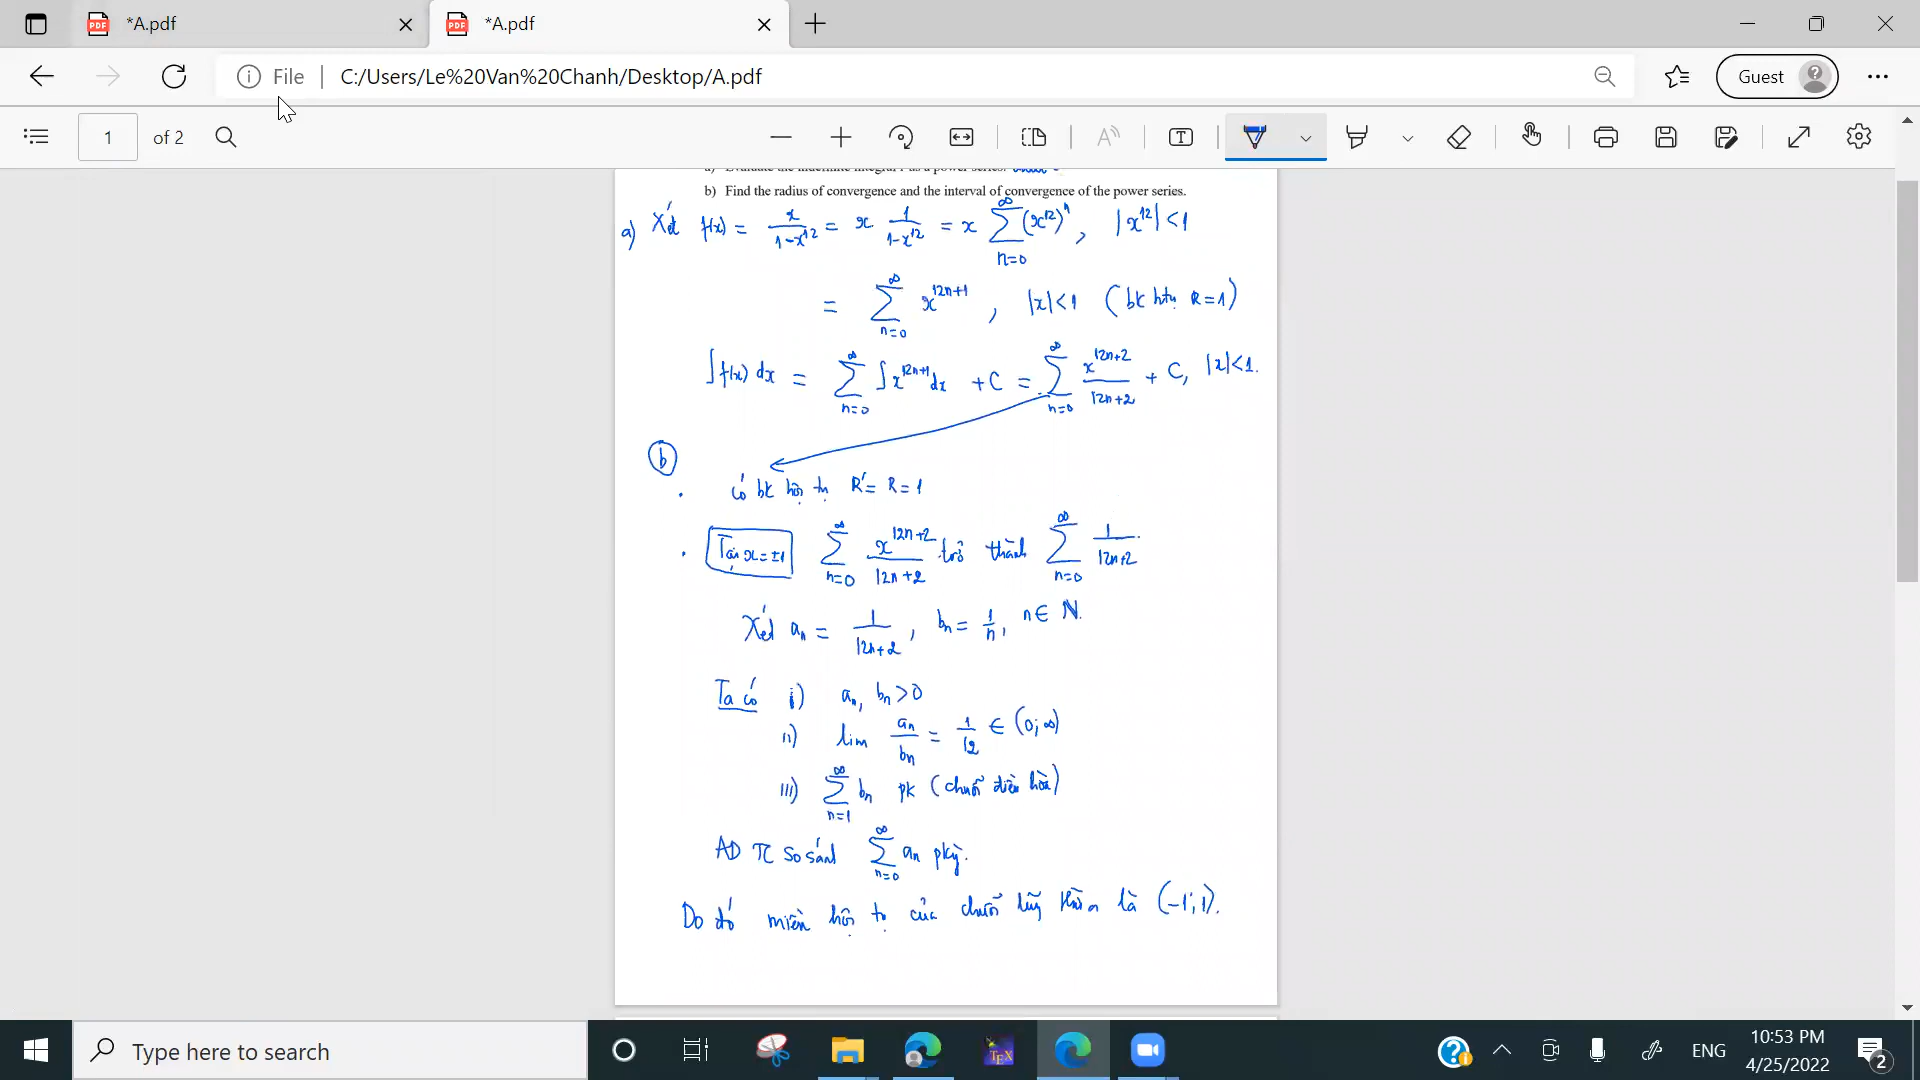 *A.pdf
*A.pdf
File
C:/Users/Le%20Van%20Chanh/Desktop/A.pdf
Guest
1 of 2
b) Find the radius of convergence and the interval of convergence of the power series.
a) Xét f(x) = x/(1-x^12) = x 1/(1-x^12) = x ∑_{n=0}^∞ (x^12)^n, |x^12|<1
= ∑_{n=0}^∞ x^{12n+1}, |x|<1 (bk htụ R=1)
∫f(x) dx = ∑_{n=0}^∞ ∫x^{12n+1}dx + C = ∑_{n=0}^∞ x^{12n+2}/(12n+2) + C, |x|<1.
b
. có bk hội tụ R'= R=1
. Tại x=±1 ∑_{n=0}^∞ x^{12n+2}/(12n+2) trở thành ∑_{n=0}^∞ 1/(12n+2).
Xét a_n = 1/(12n+2), b_n = 1/n, n∈ N.
Ta có i) a_n, b_n >0
ii) lim a_n/b_n = 1/12 ∈ (0;∞)
iii) ∑_{n=1}^∞ b_n pk (chuỗi điều hòa)
AD TC so sánh ∑_{n=0}^∞ a_n pkỳ.
Do đó miền hội tụ của chuỗi lũy thừa là (-1;1).
Type here to search
TEX
ENG
10:53 PM
4/25/2022
2